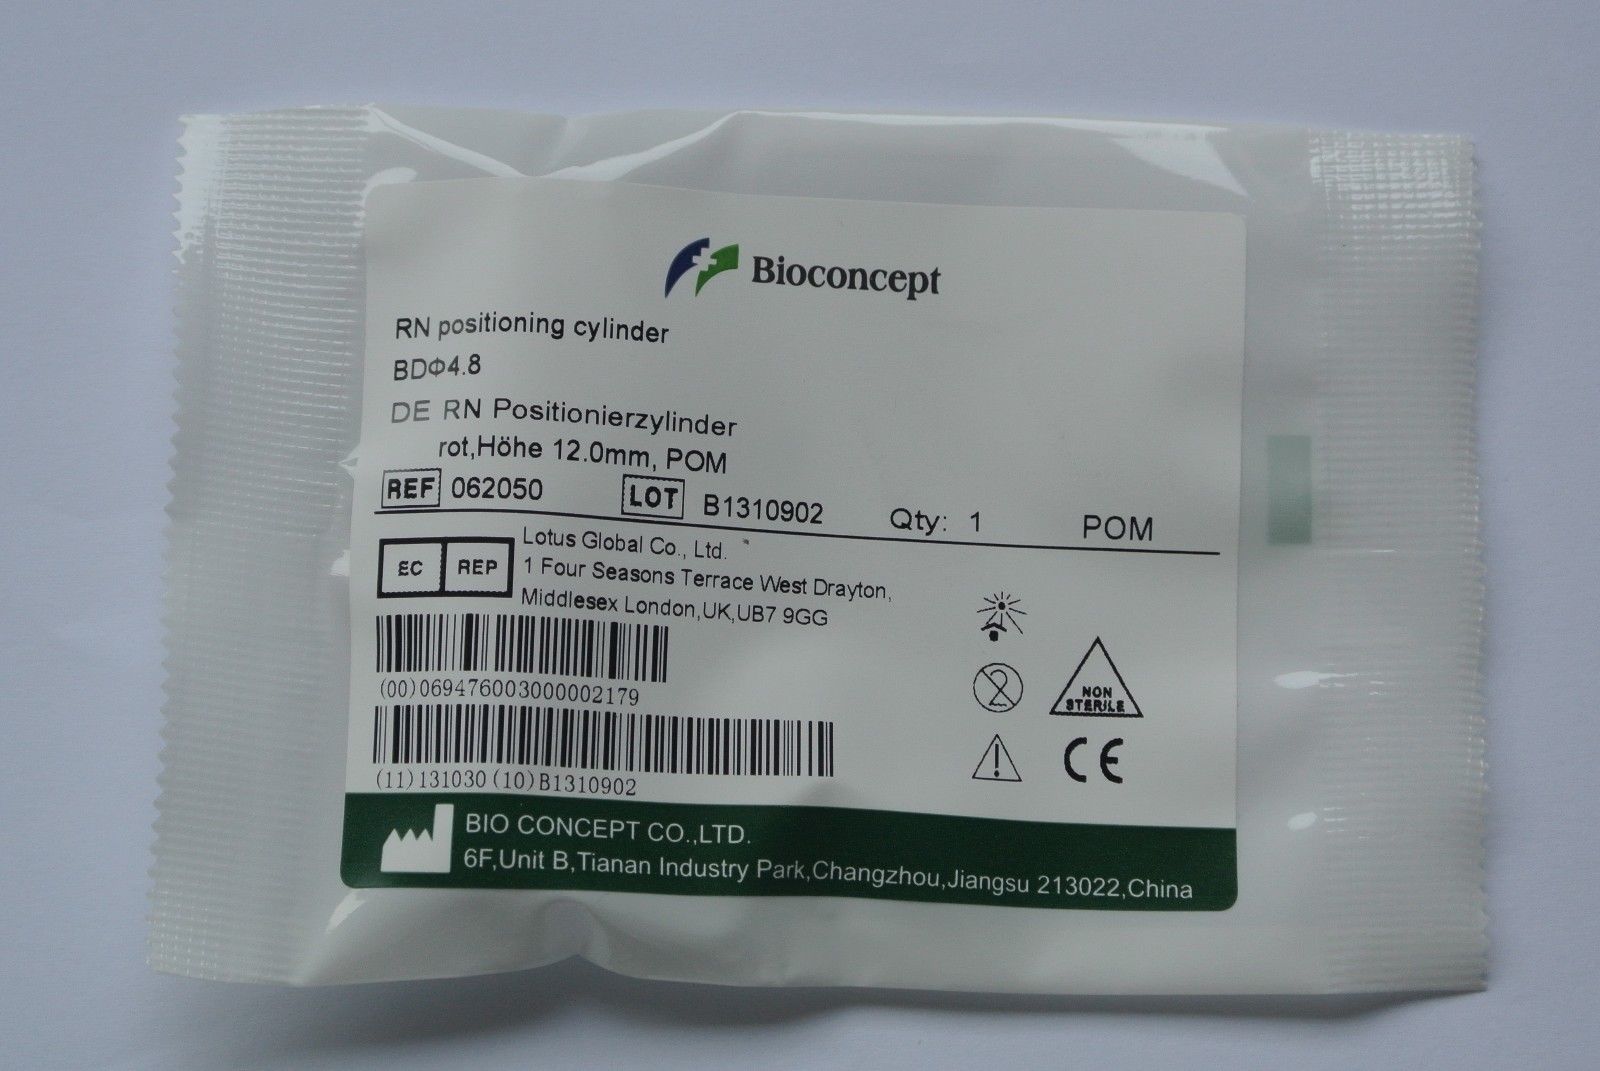 Bioconcept
RN positioning cylinder
BDΦ4.8
DE RN Positionierzylinder
rot,Höhe 12.0mm, POM
REF 062050 LOT B1310902 Qty: 1 POM
EC REP Lotus Global Co., Ltd.
1 Four Seasons Terrace West Drayton,
Middlesex London,UK,UB7 9GG
(00)069476003000002179
(11)131030(10)B1310902
2
NON
STERILE
CE
BIO CONCEPT CO.,LTD.
6F,Unit B,Tianan Industry Park,Changzhou,Jiangsu 213022,China